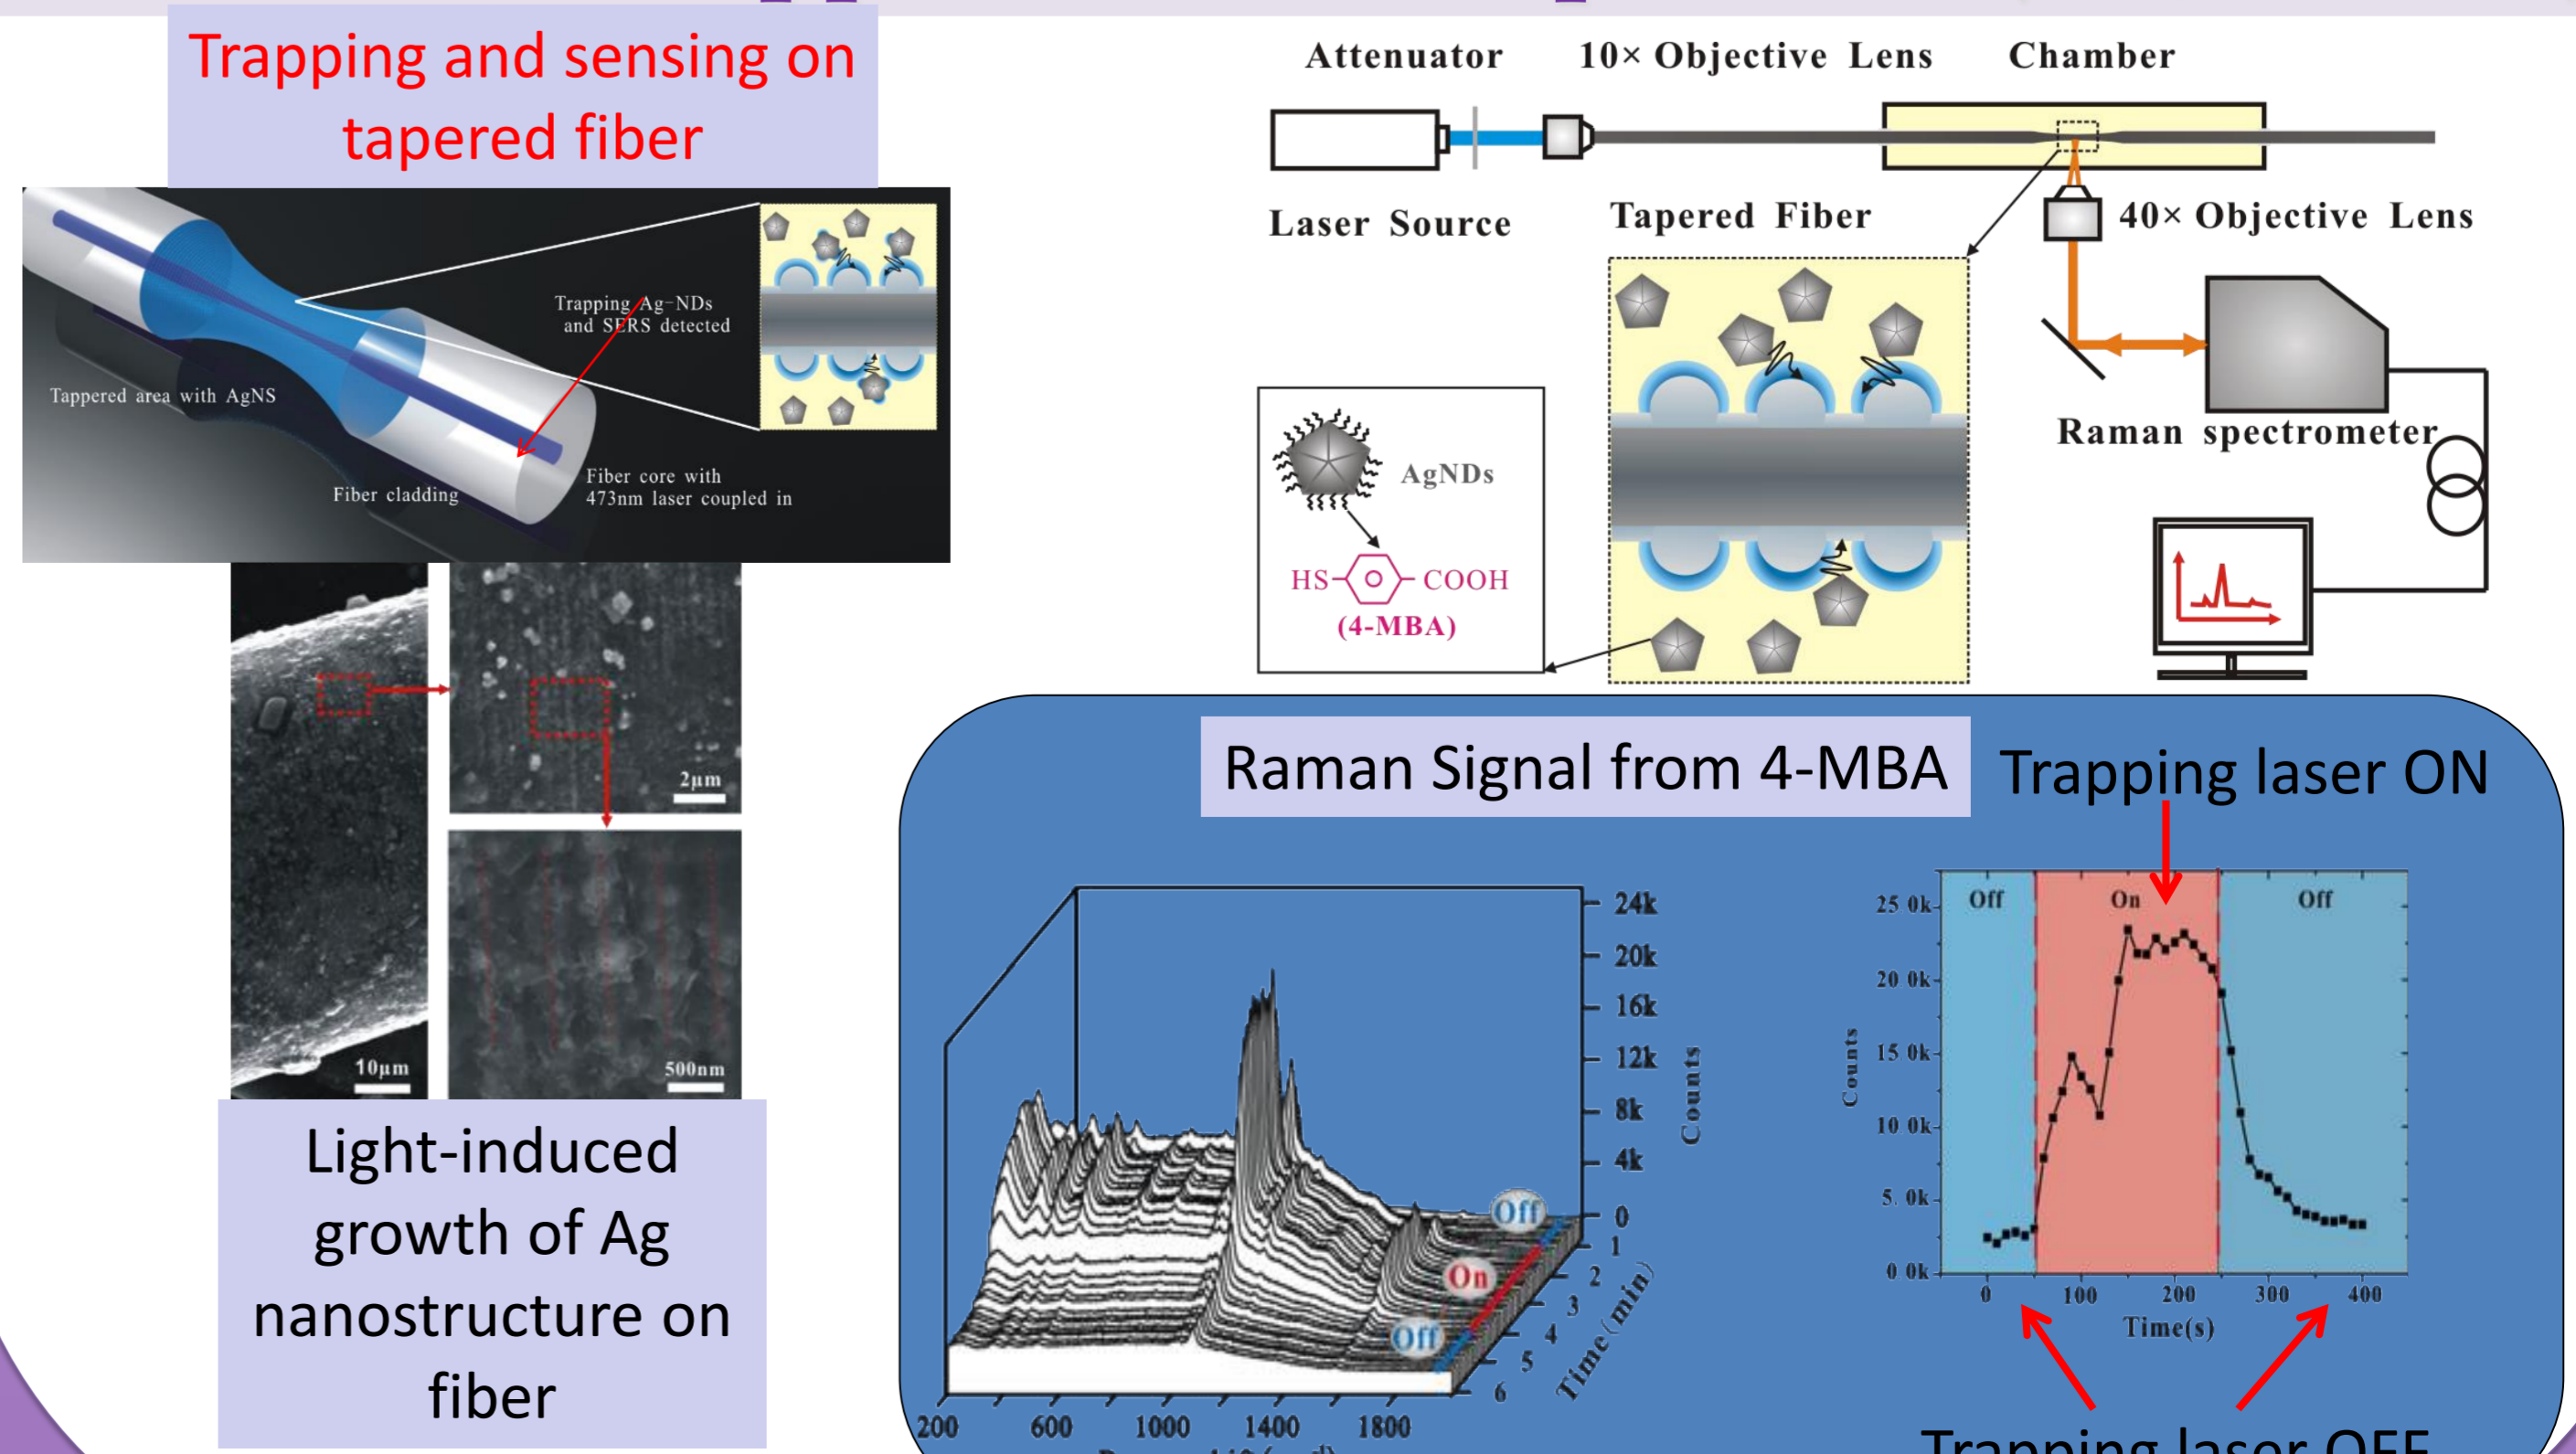 Trapping and sensing on
tapered fiber
Trapping Ag-NDs
and SERS detected
Tappered area with AgNS
Fiber core with
473nm laser coupled in
Fiber cladding
2μm
10μm
500nm
Light-induced
growth of Ag
nanostructure on
fiber
Attenuator 10× Objective Lens Chamber
Laser Source Tapered Fiber 40× Objective Lens
Raman spectrometer
AgNDs
HS COOH
(4-MBA)
Raman Signal from 4-MBA
Trapping laser ON
24k
20k
16k
12k
8k
4k
0
Counts
Off
On
Off
1
2
3
4
5
6
Time(min)
200 600 1000 1400 1800
Off On Off
25 0k
20 0k
15 0k
10 0k
5. 0k
0 0k
Counts
0 100 200 300 400
Time(s)
Trapping laser OFF